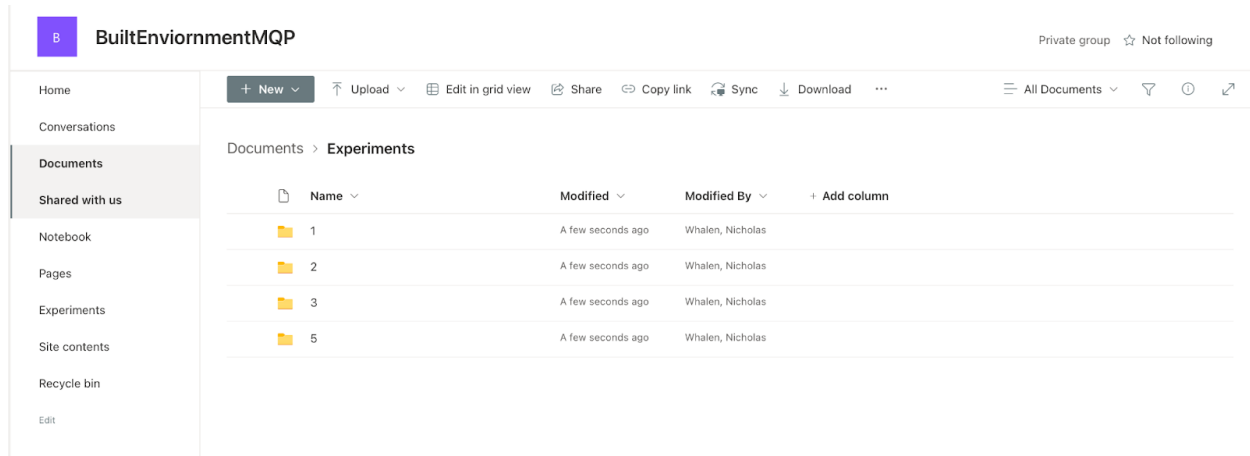 B BuiltEnviornmentMQP
Private group Not following
Home
Conversations
Documents
Shared with us
Notebook
Pages
Experiments
Site contents
Recycle bin
Edit
+ New Upload Edit in grid view Share Copy link Sync Download ... All Documents
Documents > Experiments
Name Modified Modified By + Add column
1 A few seconds ago Whalen, Nicholas
2 A few seconds ago Whalen, Nicholas
3 A few seconds ago Whalen, Nicholas
5 A few seconds ago Whalen, Nicholas